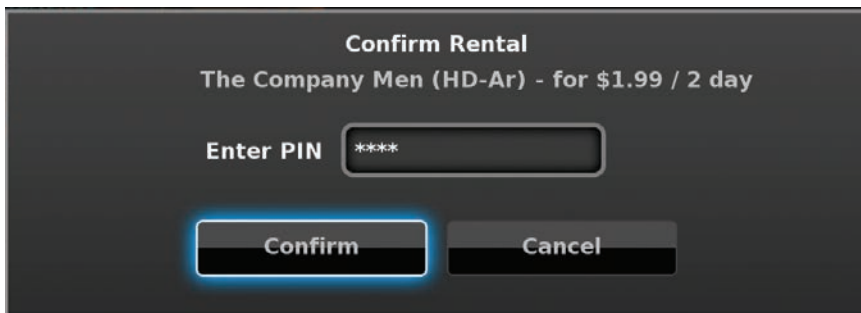 Confirm Rental
The Company Men (HD-Ar) - for $1.99 / 2 day
Enter PIN ****
Confirm Cancel